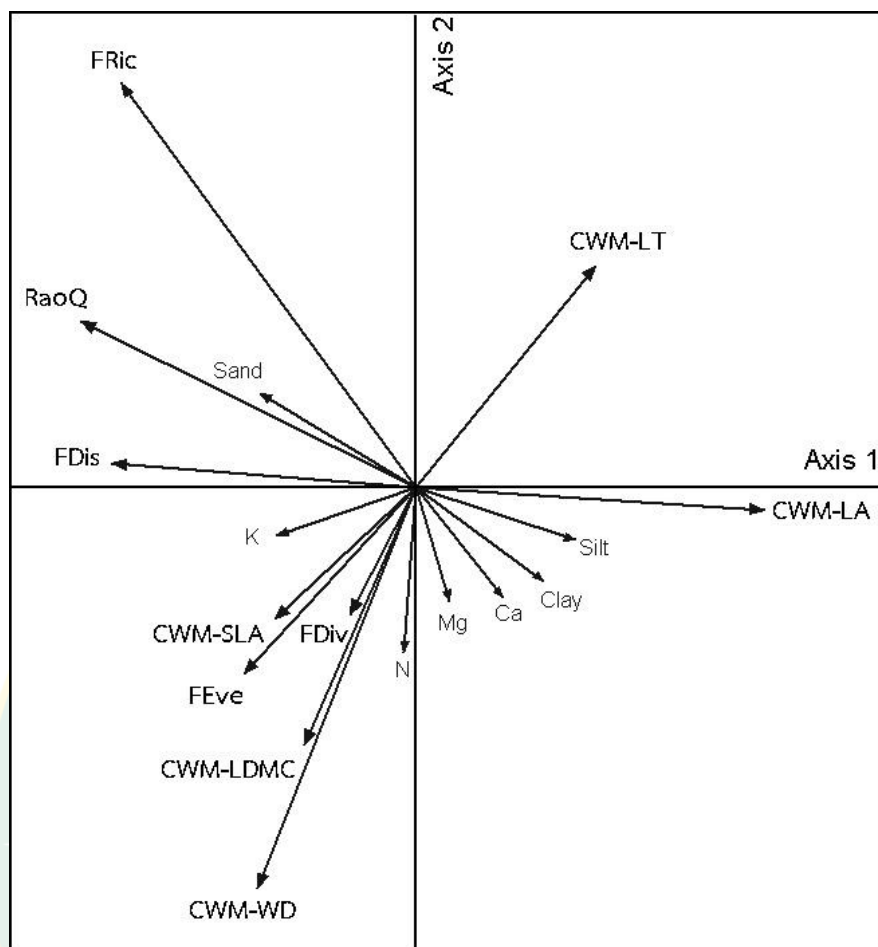 FRic
Axis 2
CWM-LT
RaoQ
Sand
FDis
Axis 1
CWM-LA
K
Silt
Clay
Ca
Mg
CWM-SLA
FDiv
N
FEve
CWM-LDMC
CWM-WD